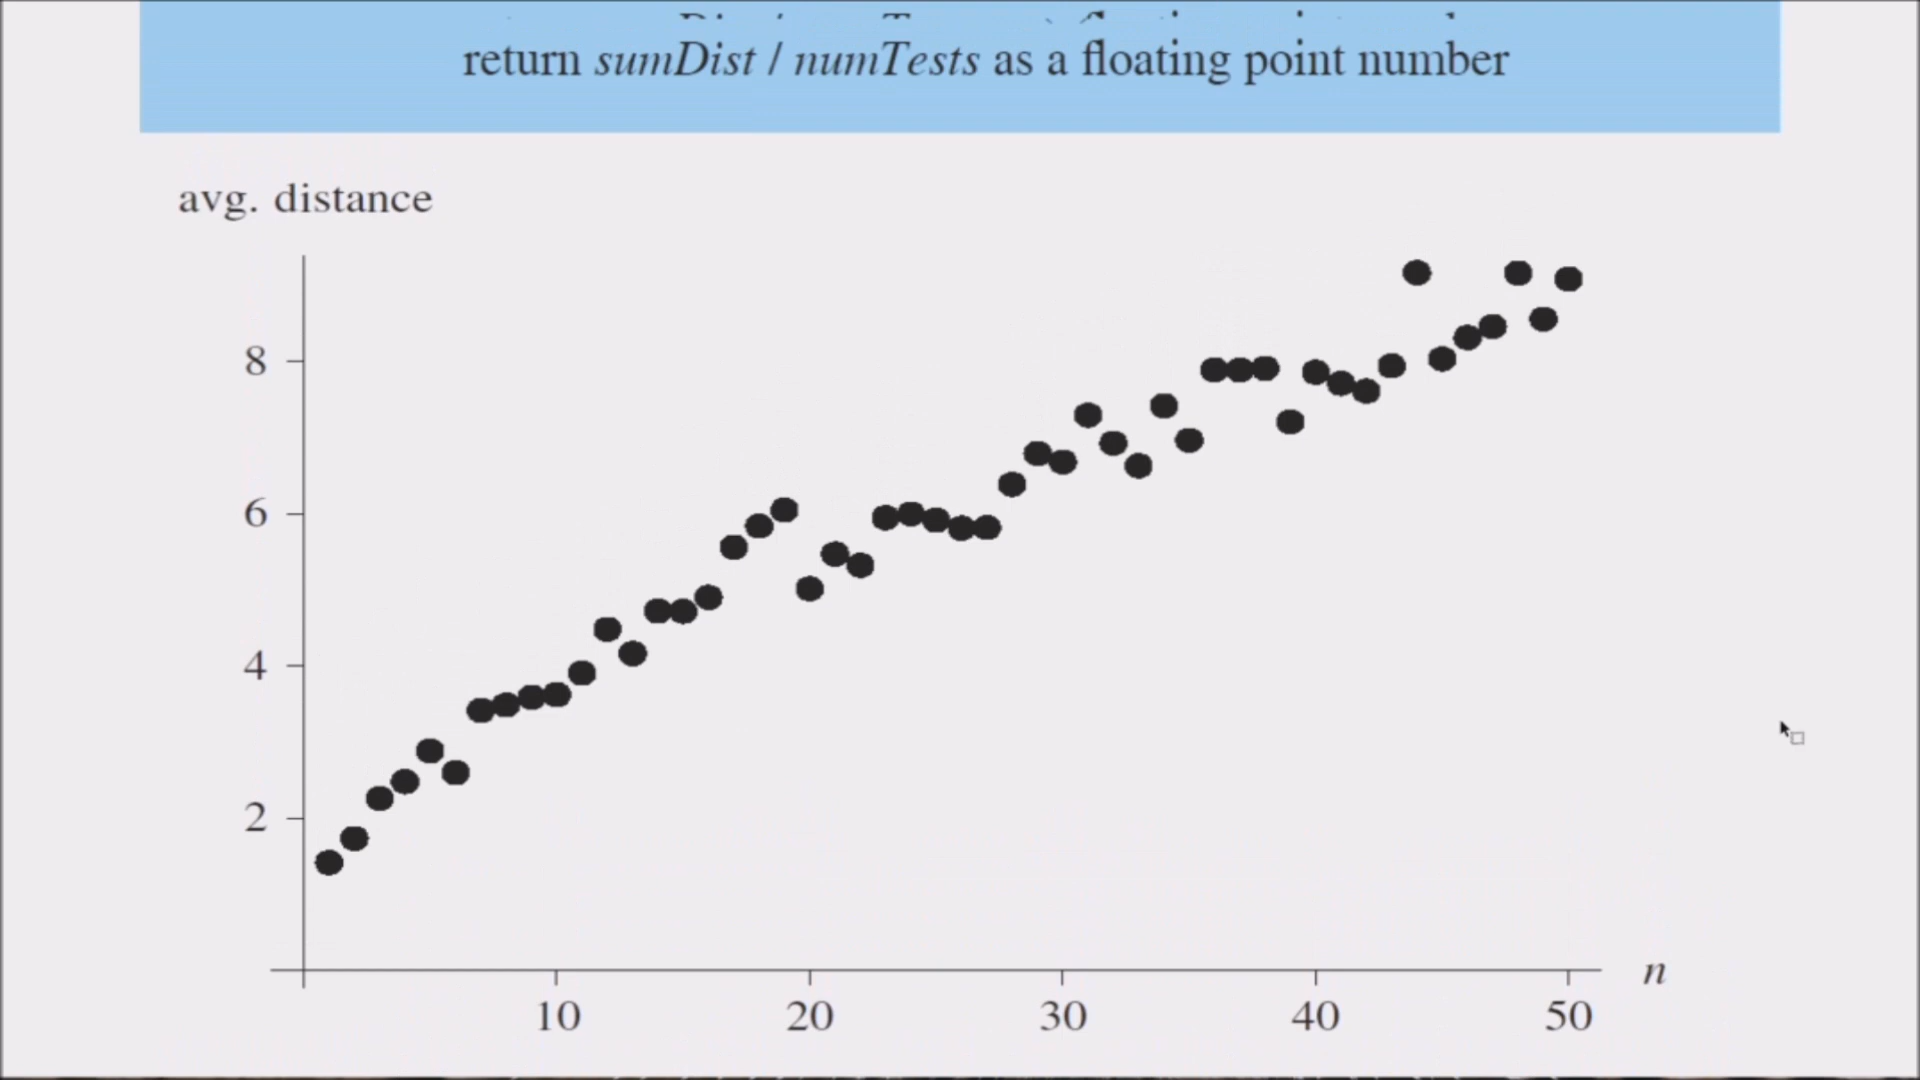 return sumDist / numTests as a floating point number
avg. distance
8
6
4
2
n
10 20 30 40 50